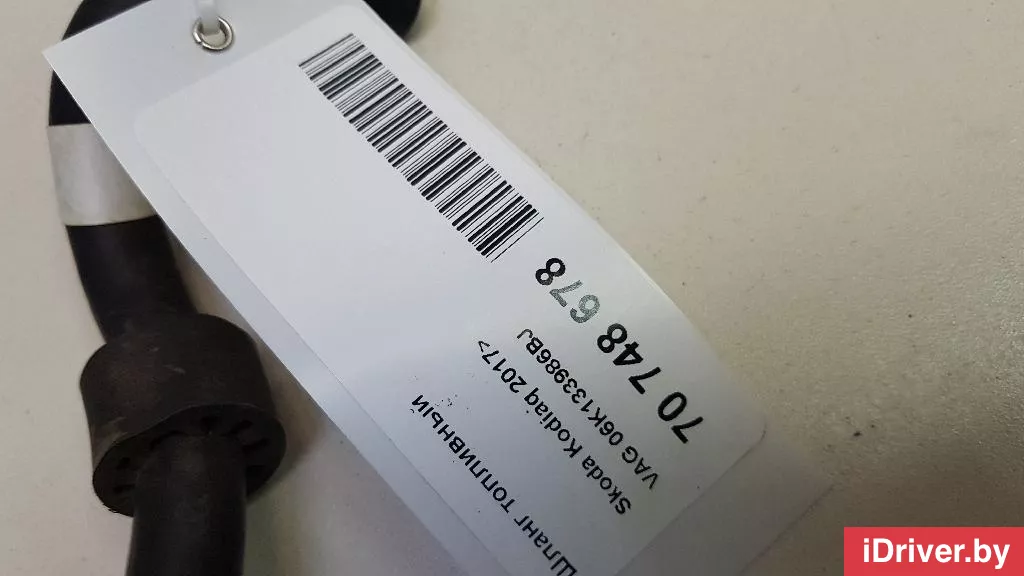 70 748 678
VAG 06K133986BJ
Skoda Kodiaq 2017>
Шланг топливный
iDriver.by